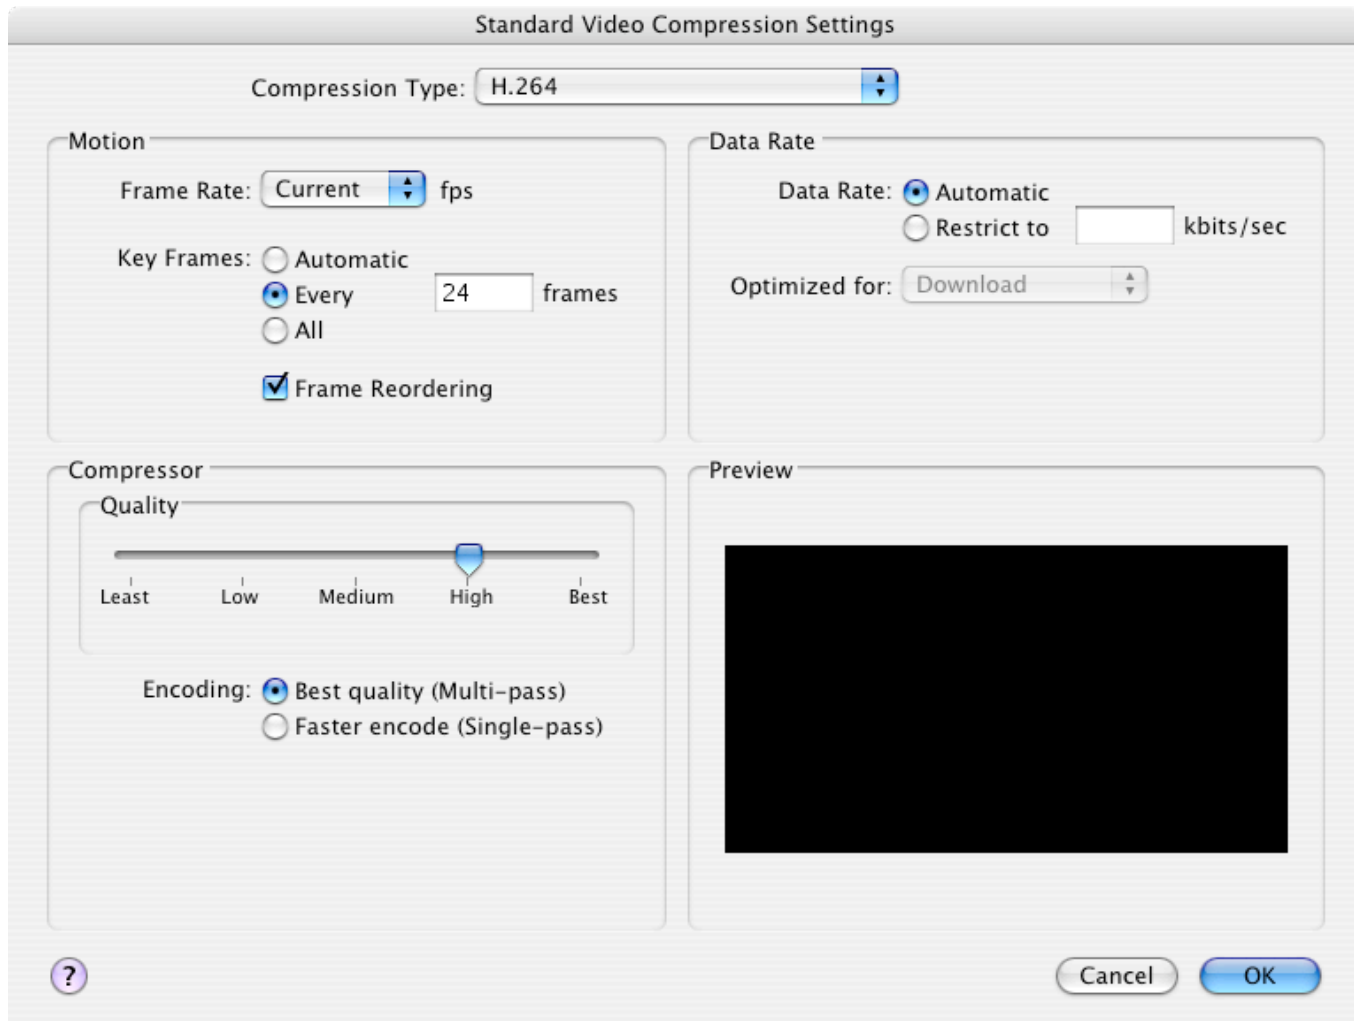 Standard Video Compression Settings
Compression Type: H.264
Motion
Frame Rate: Current fps
Key Frames: Automatic
Every 24 frames
All
Frame Reordering
Data Rate
Data Rate: Automatic
Restrict to kbits/sec
Optimized for: Download
Compressor
Quality
Least Low Medium High Best
Encoding: Best quality (Multi-pass)
Faster encode (Single-pass)
Preview
? Cancel OK